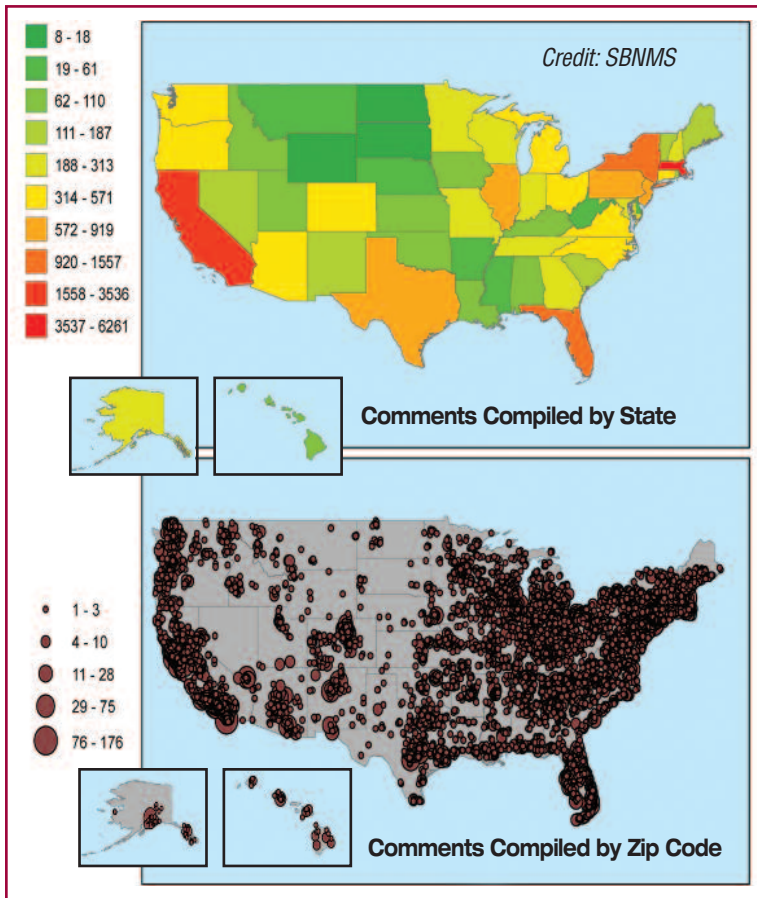 8 - 18
19 - 61
62 - 110
111 - 187
188 - 313
314 - 571
572 - 919
920 - 1557
1558 - 3536
3537 - 6261
Credit: SBNMS
Comments Compiled by State
1 - 3
4 - 10
11 - 28
29 - 75
76 - 176
Comments Compiled by Zip Code